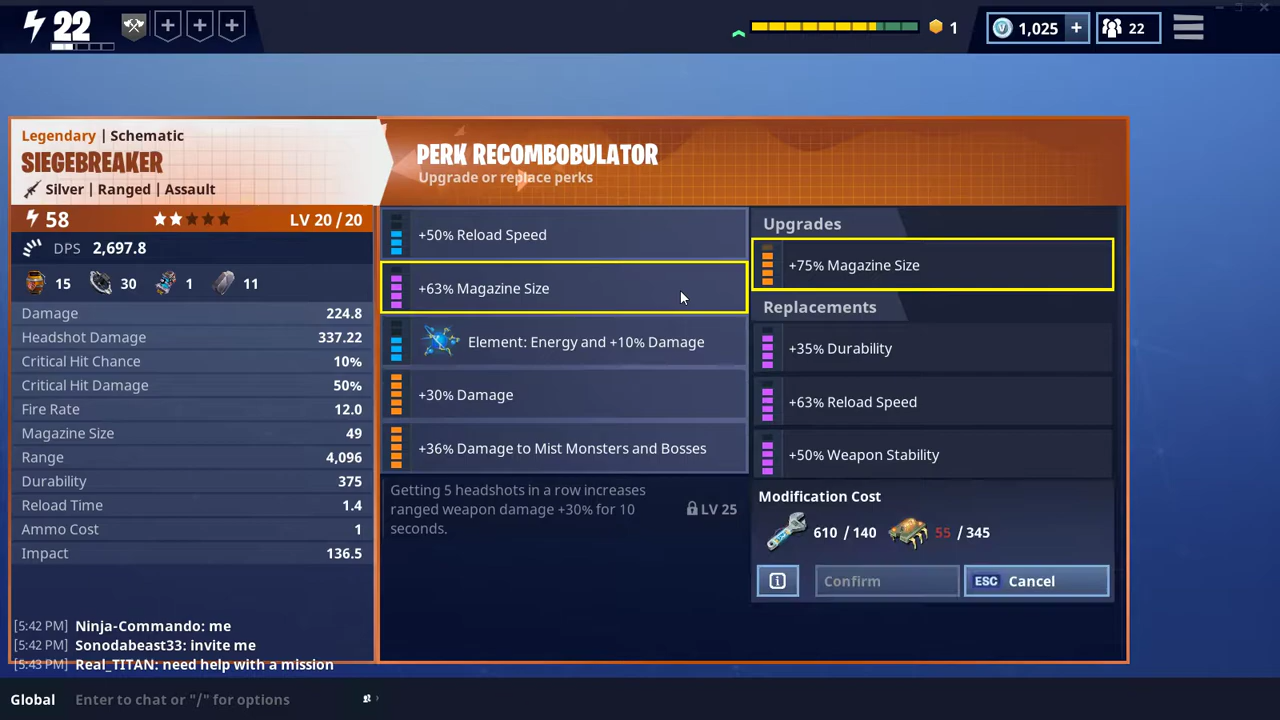 22
1
1,025 +
22
Legendary | Schematic
SIEGEBREAKER
Silver | Ranged | Assault
58
LV 20 / 20
DPS 2,697.8
15 30 1 11
Damage 224.8
Headshot Damage 337.22
Critical Hit Chance 10%
Critical Hit Damage 50%
Fire Rate 12.0
Magazine Size 49
Range 4,096
Durability 375
Reload Time 1.4
Ammo Cost 1
Impact 136.5
PERK RECOMBOBULATOR
Upgrade or replace perks
+50% Reload Speed
+63% Magazine Size
Element: Energy and +10% Damage
+30% Damage
+36% Damage to Mist Monsters and Bosses
Getting 5 headshots in a row increases
ranged weapon damage +30% for 10
seconds.
LV 25
Upgrades
+75% Magazine Size
Replacements
+35% Durability
+63% Reload Speed
+50% Weapon Stability
Modification Cost
610 / 140 55 / 345
Confirm
ESC Cancel
[5:42 PM] Ninja-Commando: me
[5:42 PM] Sonodabeast33: invite me
[5:43 PM] Real_TITAN: need help with a mission
Global Enter to chat or "/" for options